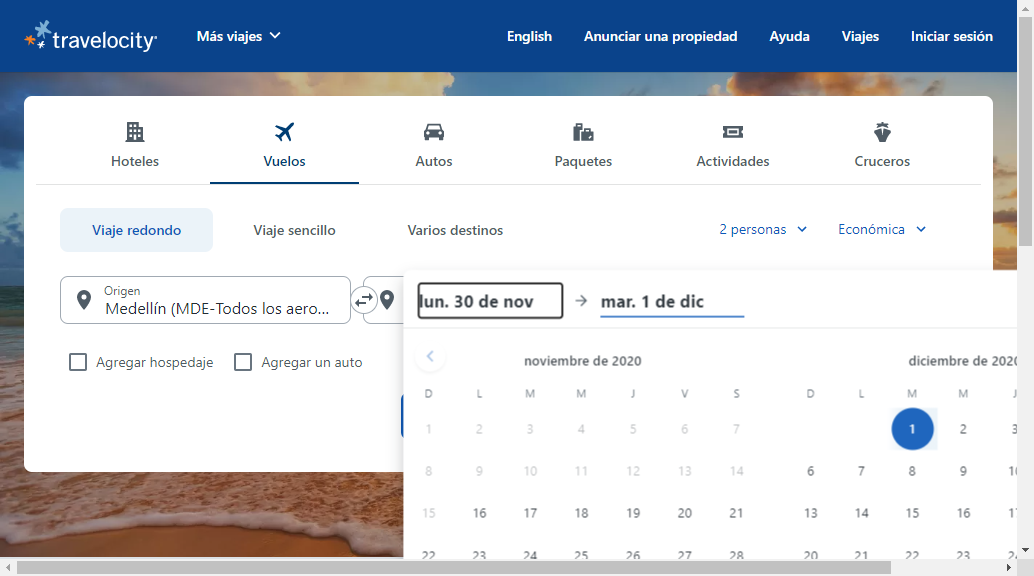 travelocity
Más viajes
English
Anunciar una propiedad
Ayuda
Viajes
Iniciar sesión
Hoteles
Vuelos
Autos
Paquetes
Actividades
Cruceros
Viaje redondo
Viaje sencillo
Varios destinos
2 personas
Económica
Origen
Medellín (MDE-Todos los aero...
Agregar hospedaje
Agregar un auto
lun. 30 de nov
mar. 1 de dic
noviembre de 2020
D L M M J V S
1 2 3 4 5 6 7
8 9 10 11 12 13 14
15 16 17 18 19 20 21
22 23 24 25 26 27 28
diciembre de 2020
D L M M
1 2 3
6 7 8 9
13 14 15 16
20 21 22 23